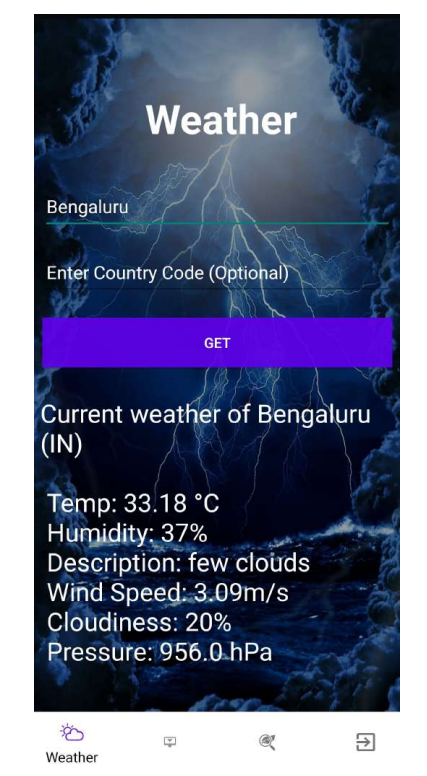 Weather
Bengaluru
Enter Country Code (Optional)
GET
Current weather of Bengaluru
(IN)
Temp: 33.18 °C
Humidity: 37%
Description: few clouds
Wind Speed: 3.09m/s
Cloudiness: 20%
Pressure: 956.0 hPa
Weather